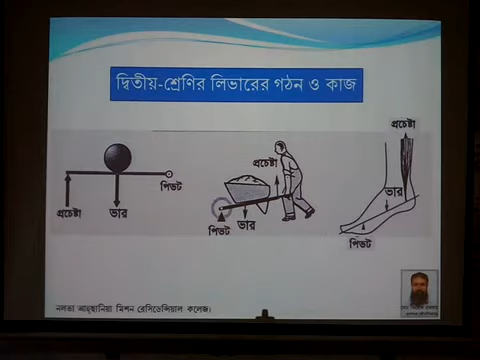 দ্বিতীয়-শ্রেণির লিভারের গঠন ও কাজ
প্রচেষ্টা
ভার
পিভট
প্রচেষ্টা
পিভট
ভার
প্রচেষ্টা
ভার
পিভট
নলতা আহ্ছানিয়া মিশন রেসিডেন্সিয়াল কলেজ।